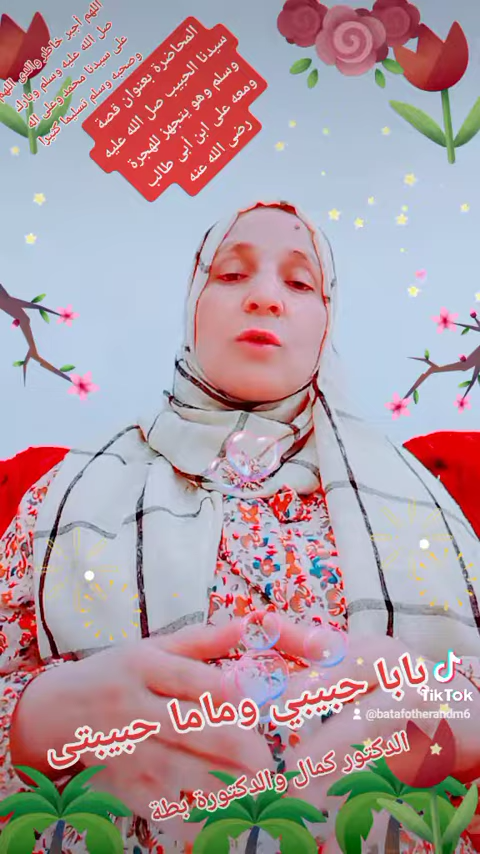 اللهم أجبر خاطر والدى اللهم
صل الله عليه وسلم وبارك
على سيدنا محمد وعلى اله
وصحبه وسلم تسليما كثيرا
المحاضرة بعنوان قصة
سيدنا الحبيب صل الله عليه
وسلم وهو يتجهز للهجرة
ومعه على ابن أبى طالب
رضى الله عنه
بابا حبيبي وماما حبيبتى
الدكتور كمال والدكتورة بطة
TikTok
@batafotherandm6